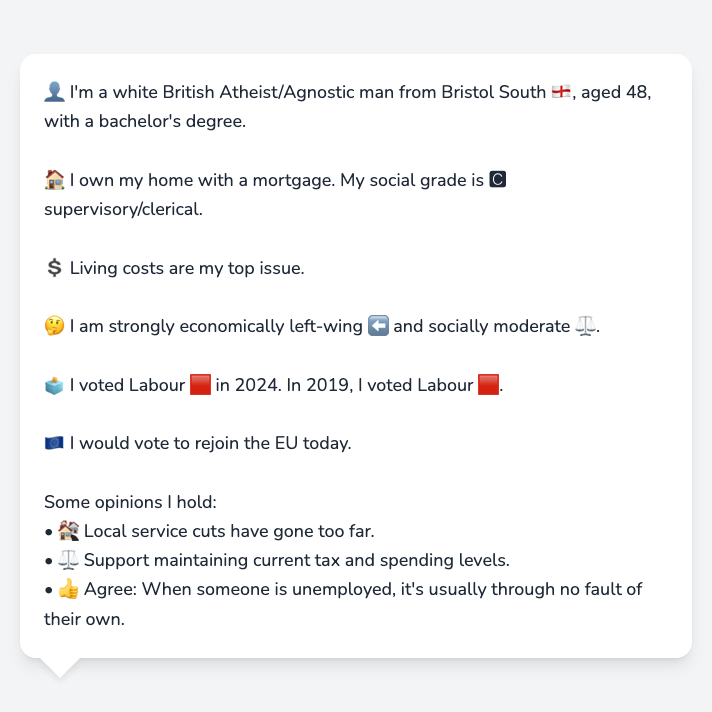 👤 I'm a white British Atheist/Agnostic man from Bristol South 🏴󠁧󠁢󠁥󠁮󠁧󠁿, aged 48,
with a bachelor's degree.
🏠 I own my home with a mortgage. My social grade is 🅲
supervisory/clerical.
💲 Living costs are my top issue.
🤔 I am strongly economically left-wing ⬅️ and socially moderate ⚖️.
🗳️ I voted Labour 🟥 in 2024. In 2019, I voted Labour 🟥.
🇪🇺 I would vote to rejoin the EU today.
Some opinions I hold:
• 🏘️ Local service cuts have gone too far.
• ⚖️ Support maintaining current tax and spending levels.
• 👍 Agree: When someone is unemployed, it's usually through no fault of
their own.